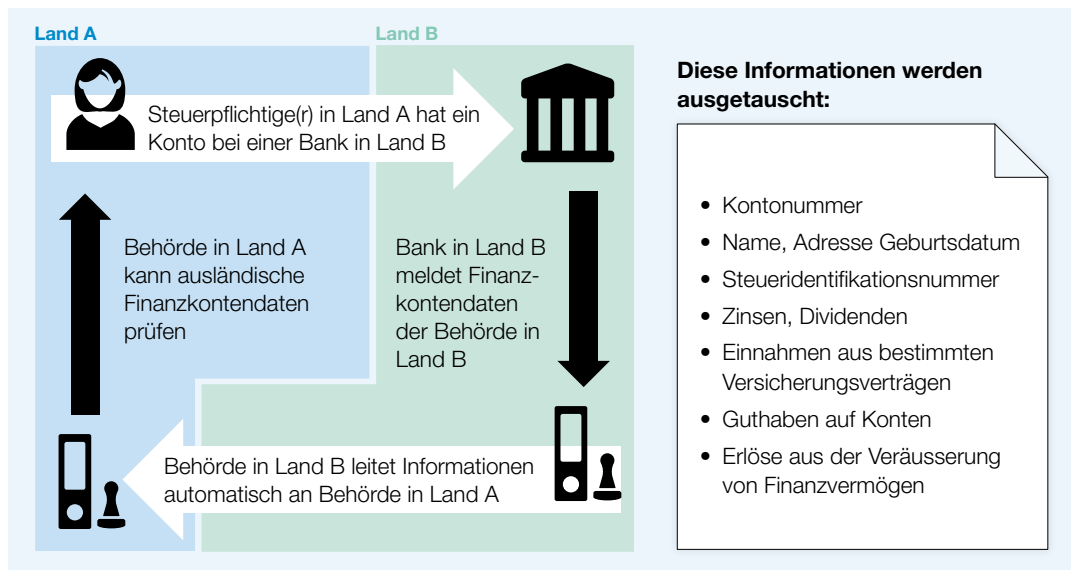 Land A
Land B
Steuerpflichtige(r) in Land A hat ein
Konto bei einer Bank in Land B
Behörde in Land A
kann ausländische
Finanzkontendaten
prüfen
Bank in Land B
meldet Finanz-
kontendaten
der Behörde in
Land B
Behörde in Land B leitet Informationen
automatisch an Behörde in Land A
Diese Informationen werden
ausgetauscht:
• Kontonummer
• Name, Adresse Geburtsdatum
• Steueridentifikationsnummer
• Zinsen, Dividenden
• Einnahmen aus bestimmten
Versicherungsverträgen
• Guthaben auf Konten
• Erlöse aus der Veräusserung
von Finanzvermögen